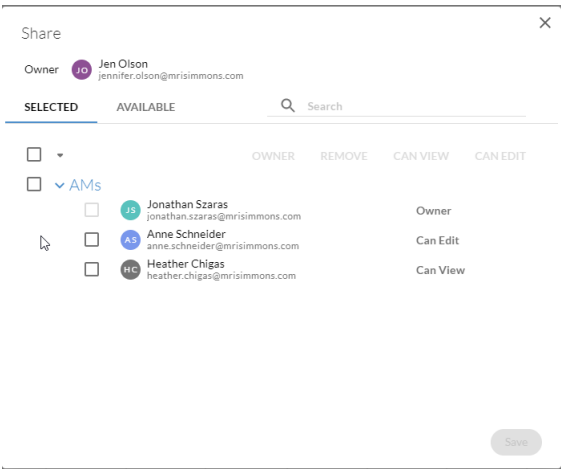 Share
Owner JO Jen Olson
jennifer.olson@mrisimmons.com
SELECTED AVAILABLE Search
OWNER REMOVE CAN VIEW CAN EDIT
AMs
JS Jonathan Szaras Owner
jonathan.szaras@mrisimmons.com
AS Anne Schneider Can Edit
anne.schneider@mrisimmons.com
HC Heather Chigas Can View
heather.chigas@mrisimmons.com
Save